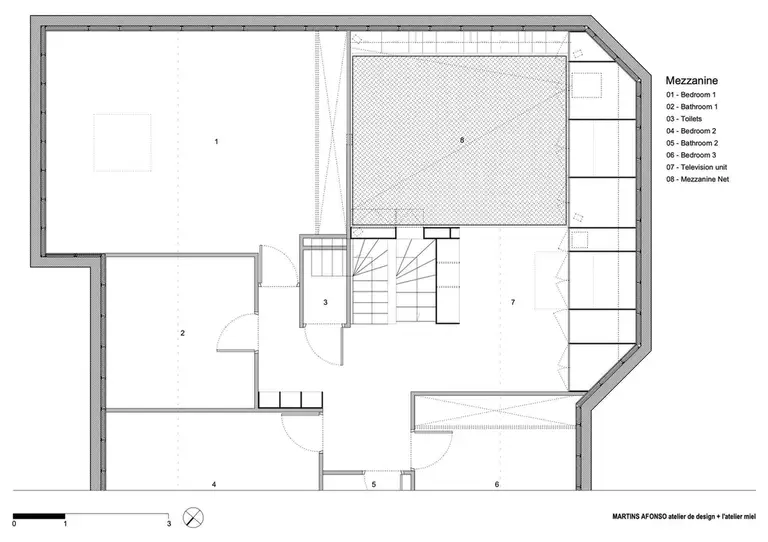 Mezzanine
01 - Bedroom 1
02 - Bathroom 1
03 - Toilets
04 - Bedroom 2
05 - Bathroom 2
06 - Bedroom 3
07 - Television unit
08 - Mezzanine Net
1
8
3
7
2
4
5
6
0 1 3
MARTINS AFONSO atelier de design + l'atelier miel